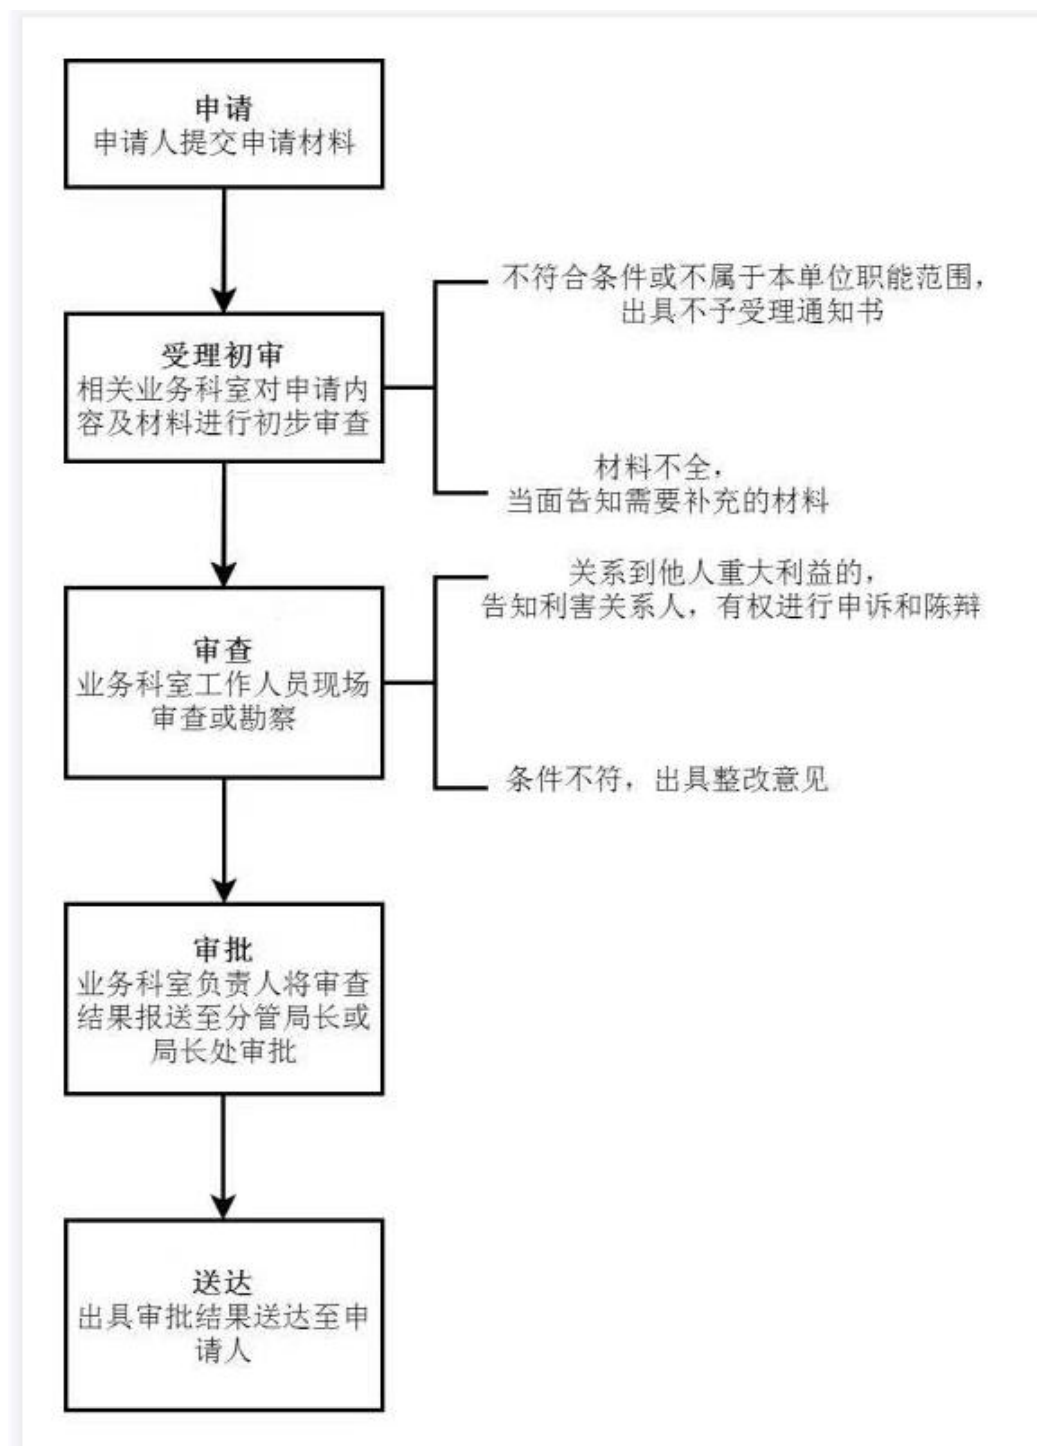 申请
申请人提交申请材料
不符合条件或不属于本单位职能范围，
出具不予受理通知书
受理初审
相关业务科室对申请内
容及材料进行初步审查
材料不全，
当面告知需要补充的材料
关系到他人重大利益的，
告知利害关系人，有权进行申诉和陈辩
审查
业务科室工作人员现场
审查或勘察
条件不符，出具整改意见
审批
业务科室负责人将审查
结果报送至分管局长或
局长处审批
送达
出具审批结果送达至申
请人